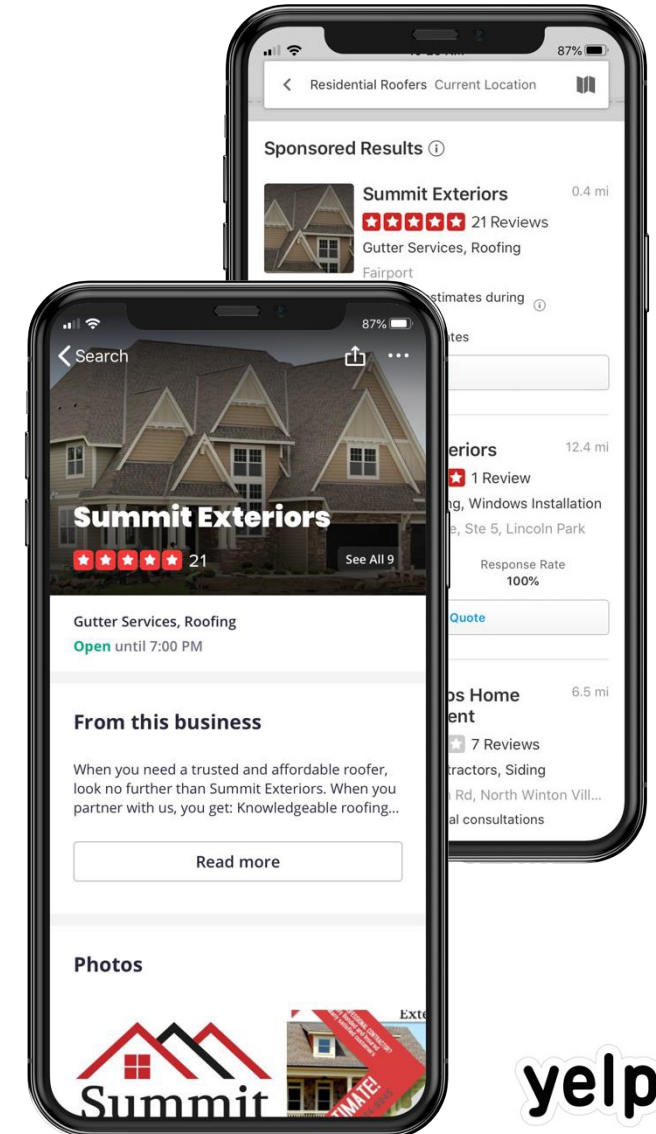 87%
Residential Roofers Current Location
Sponsored Results
Summit Exteriors
0.4 mi
21 Reviews
Gutter Services, Roofing
Fairport
estimates during
eriors
12.4 mi
1 Review
ng, Windows Installation
e, Ste 5, Lincoln Park
Response Rate
100%
Quote
os Home
6.5 mi
ent
7 Reviews
tractors, Siding
Rd, North Winton Vill...
al consultations
87%
Search
Summit Exteriors
21
See All 9
Gutter Services, Roofing
Open until 7:00 PM
From this business
When you need a trusted and affordable roofer,
look no further than Summit Exteriors. When you
partner with us, you get: Knowledgeable roofing...
Read more
Photos
Summit
Exte
yelp